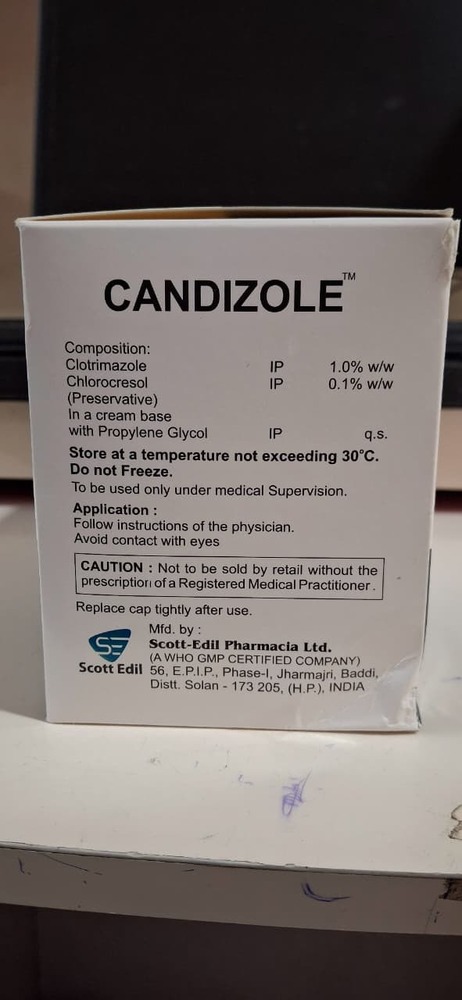 CANDIZOLE™
Composition:
Clotrimazole IP 1.0% w/w
Chlorocresol IP 0.1% w/w
(Preservative)
In a cream base
with Propylene Glycol IP q.s.
Store at a temperature not exceeding 30°C.
Do not Freeze.
To be used only under medical Supervision.
Application :
Follow instructions of the physician.
Avoid contact with eyes
CAUTION : Not to be sold by retail without the
prescription of a Registered Medical Practitioner.
Replace cap tightly after use.
Mfd. by :
SE
Scott Edil
Scott-Edil Pharmacia Ltd.
(A WHO GMP CERTIFIED COMPANY)
56, E.P.I.P., Phase-I, Jharmajri, Baddi,
Distt. Solan - 173 205, (H.P.), INDIA